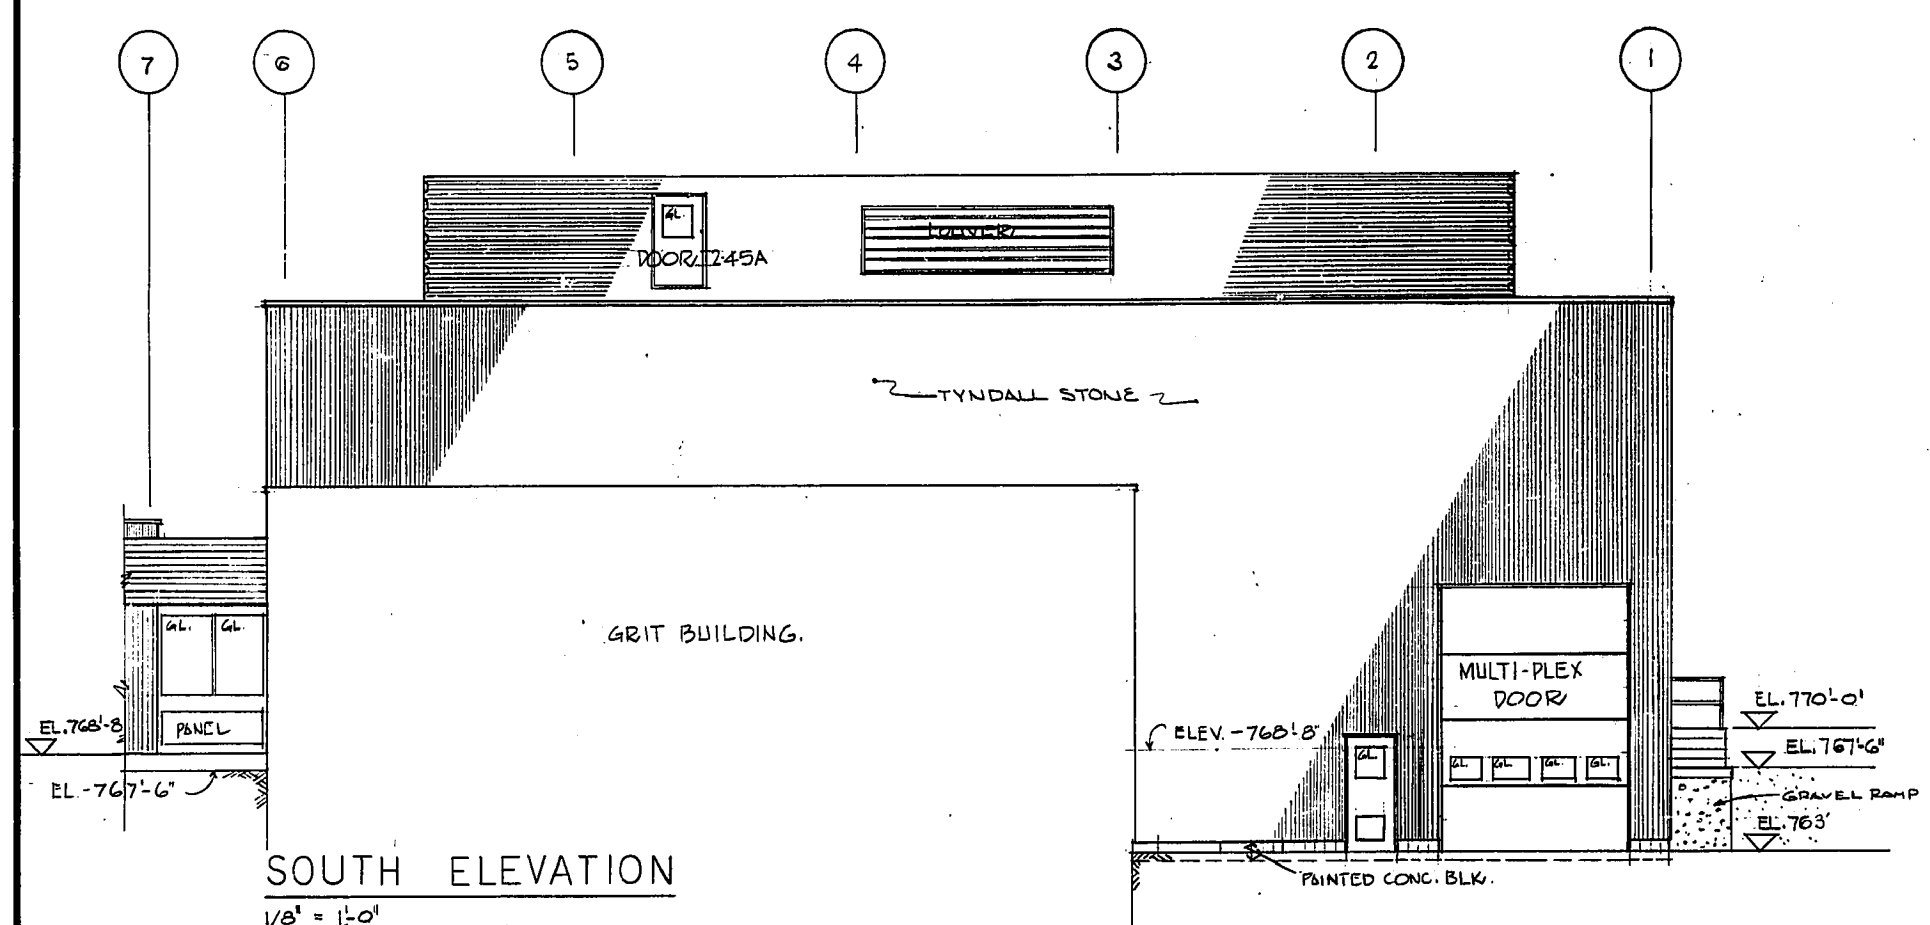 7 6 5 4 3 2 1
GL.
LOUVER
DOOR 2·45A
TYNDALL STONE
GRIT BUILDING.
GL. GL.
PANEL
EL. 768'-8
EL.-767'-6"
ELEV.-768'-8"
MULTI-PLEX
DOOR
GL.
GL. GL. GL. GL.
EL. 770'-0"
EL. 767'-6"
GRAVEL RAMP
EL. 763'
PAINTED CONC. BLK.
SOUTH ELEVATION
1/8" = 1'-0"